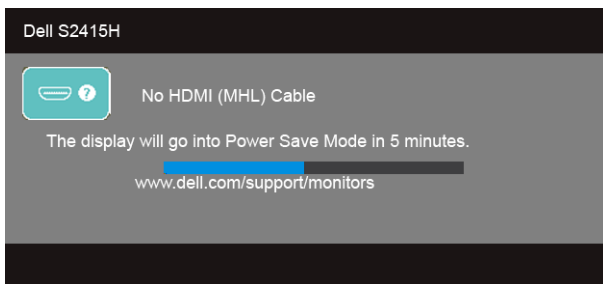 Dell S2415H
?
No HDMI (MHL) Cable
The display will go into Power Save Mode in 5 minutes.
www.dell.com/support/monitors